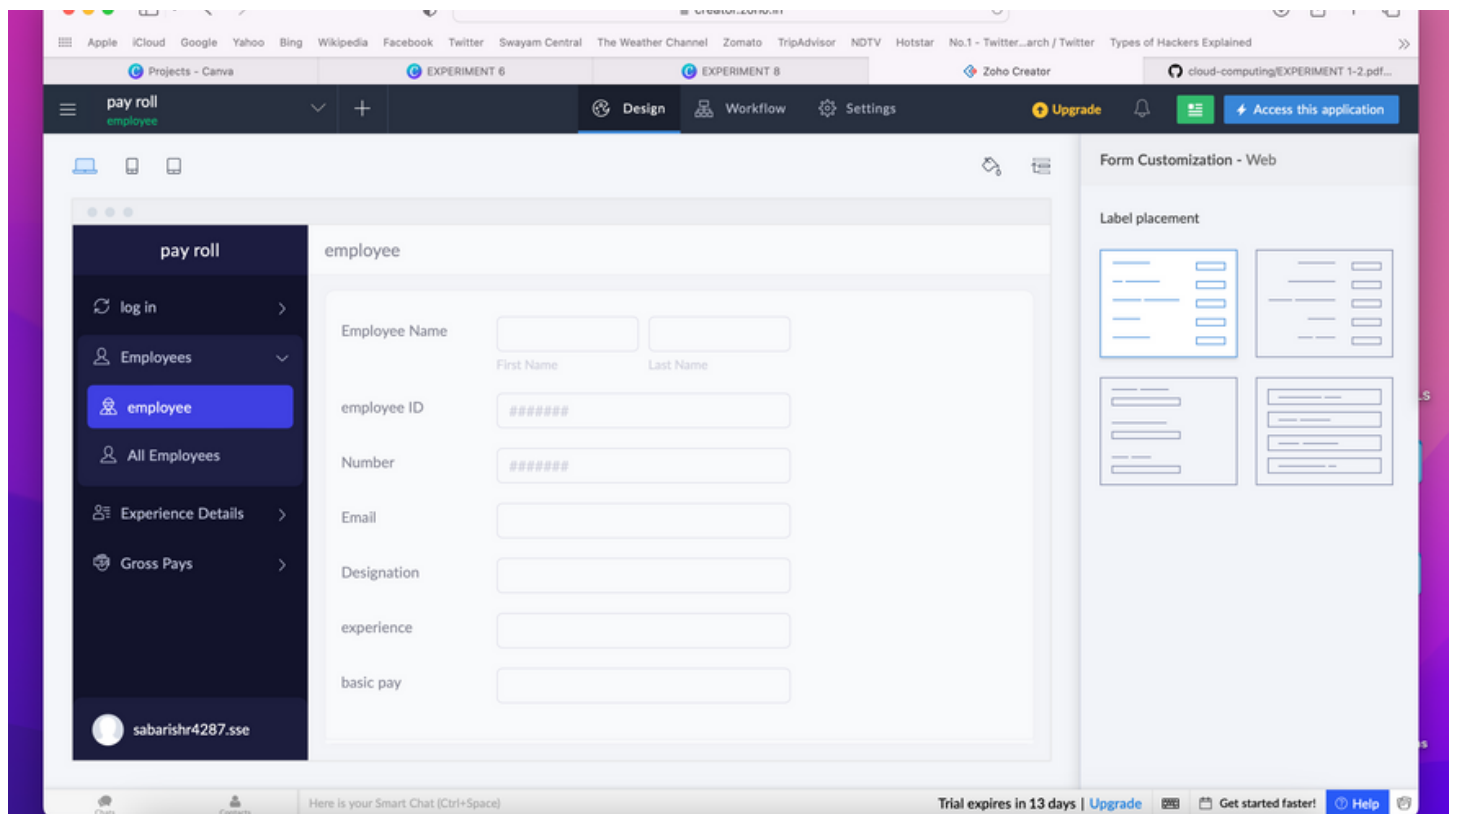 creator.zoho.in
Apple iCloud Google Yahoo Bing Wikipedia Facebook Twitter Swayam Central The Weather Channel Zomato TripAdvisor NDTV Hotstar No.1 - Twitter...arch / Twitter Types of Hackers Explained
Projects - Canva EXPERIMENT 6 EXPERIMENT 8 Zoho Creator cloud-computing/EXPERIMENT 1-2.pdf...
pay roll
employee
Design Workflow Settings Upgrade Access this application
Form Customization - Web
Label placement
pay roll
employee
log in
Employees
employee
All Employees
Experience Details
Gross Pays
sabarishr4287.sse
Employee Name
First Name Last Name
employee ID #######
Number #######
Email
Designation
experience
basic pay
Chats Contacts Here is your Smart Chat (Ctrl+Space) Trial expires in 13 days | Upgrade Get started faster! Help